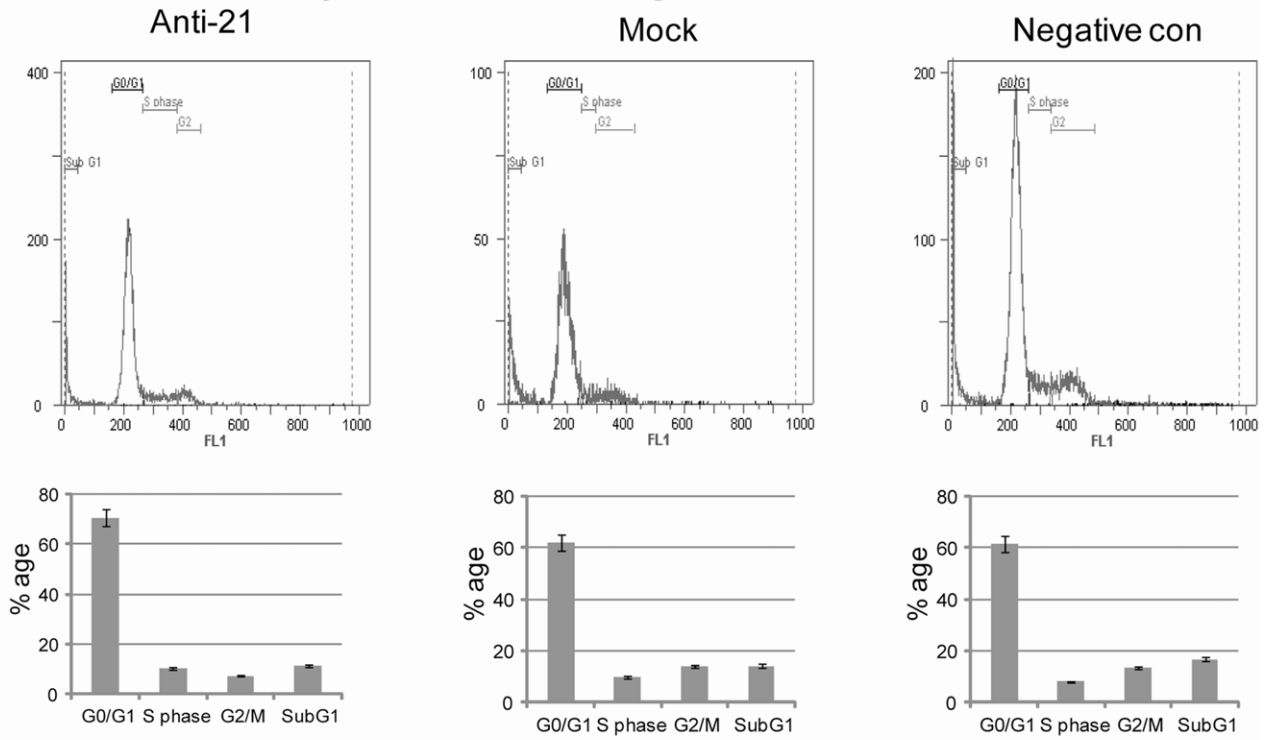 Anti-21
Mock
Negative con
400
200
0
G0/G1
S phase
G2
Sub G1
0 200 400 600 800 1000
FL1
100
50
0
G0/G1
S phase
G2
Sub G1
0 200 400 600 800 1000
FL1
200
100
0
G0/G1
S phase
G2
Sub G1
0 200 400 600 800 1000
FL1
% age
80
60
40
20
0
G0/G1 S phase G2/M SubG1
% age
80
60
40
20
0
G0/G1 S phase G2/M SubG1
% age
80
60
40
20
0
G0/G1 S phase G2/M SubG1